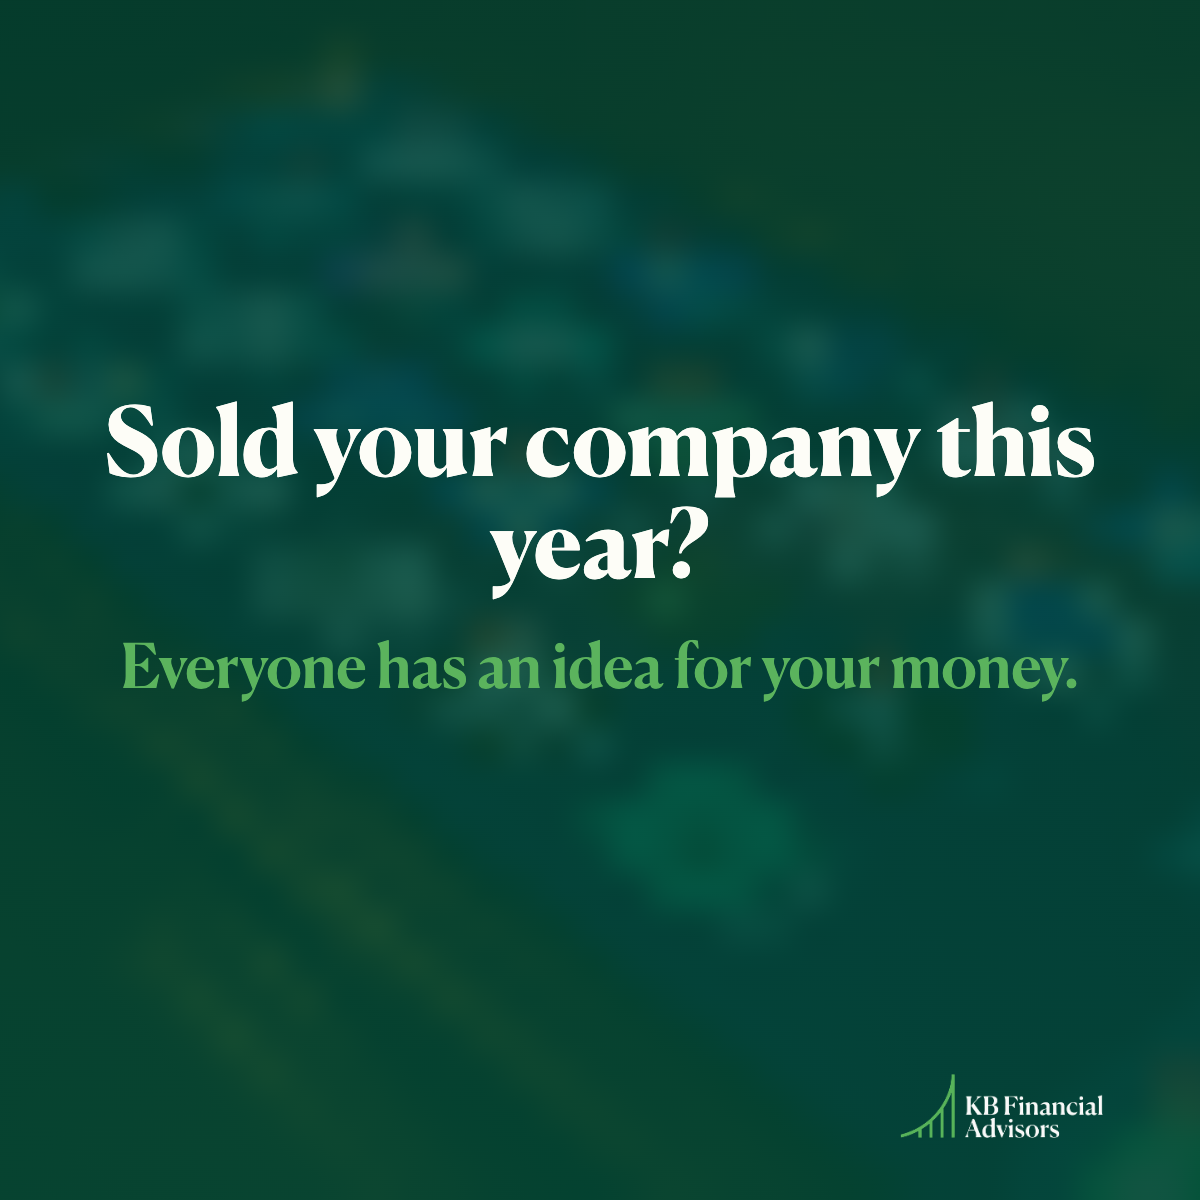 Sold your company this
year?
Everyone has an idea for your money.
KB Financial
Advisors